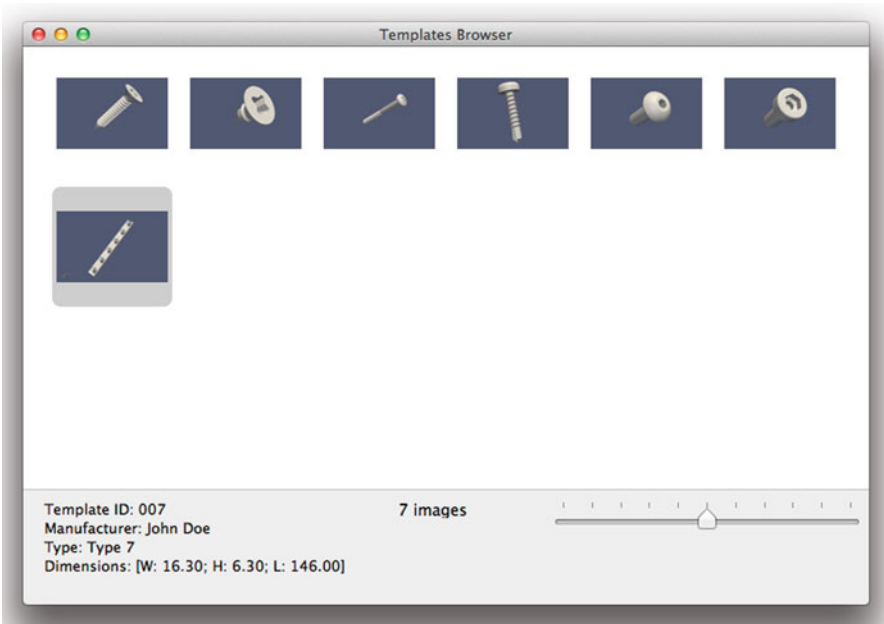 Templates Browser
Template ID: 007
Manufacturer: John Doe
Type: Type 7
Dimensions: [W: 16.30; H: 6.30; L: 146.00]
7 images